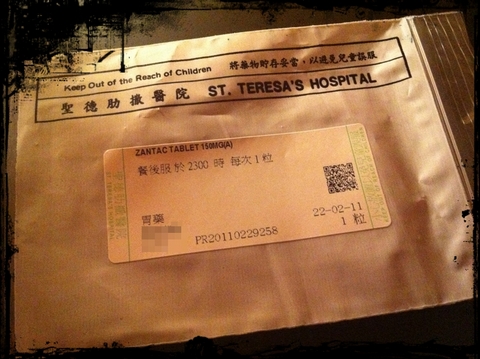 Keep Out of the Reach of Children 將藥物貯存妥當，以避免兒童誤服
聖德肋撒醫院 ST. TERESA'S HOSPITAL
ZANTAC TABLET 150MG(A)
餐後服 於 2300 時 每次 1 粒
胃藥
22-02-11
PR20110229258
1 粒